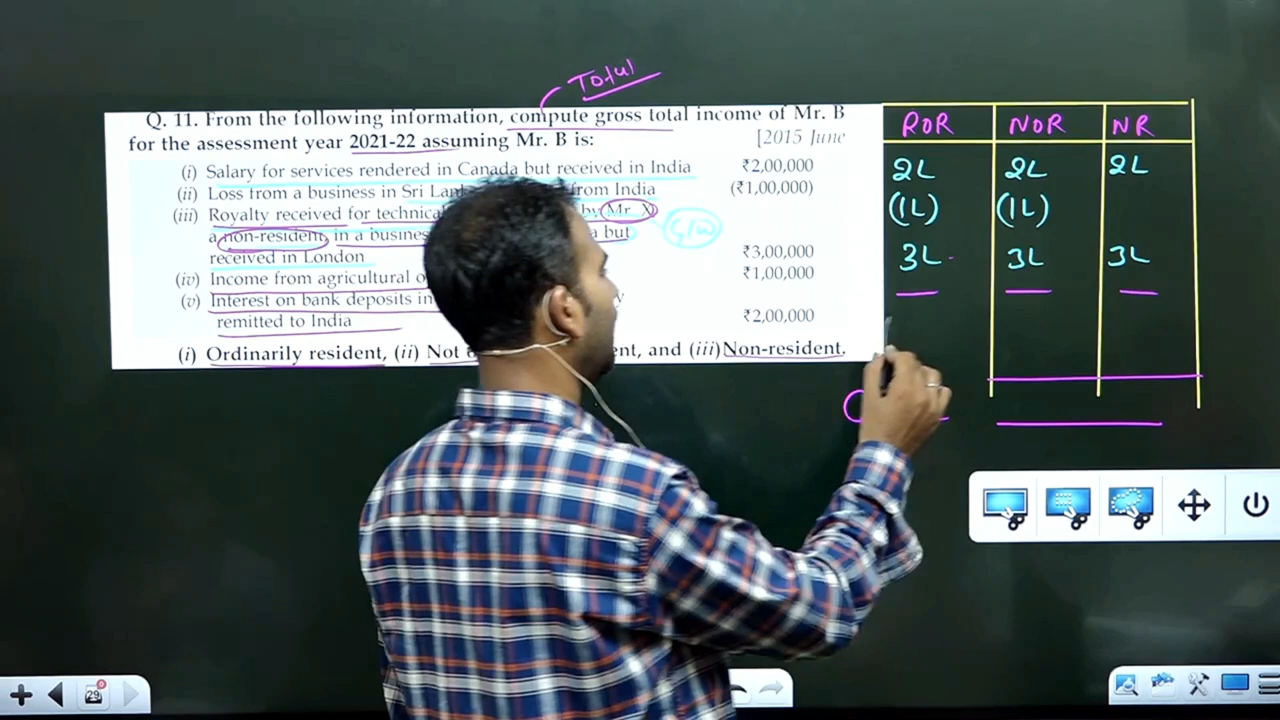 Total
Q. 11. From the following information, compute gross total income of Mr. B
for the assessment year 2021-22 assuming Mr. B is: [2015 June
(i) Salary for services rendered in Canada but received in India ₹2,00,000
(ii) Loss from a business in Sri from India (₹1,00,000)
(iii) Royalty received for by Mr. X
a non-resident, in a but
received in London ₹3,00,000
(iv) Income from agricultural ₹1,00,000
(v) Interest on bank deposits in
remitted to India ₹2,00,000
(i) Ordinarily resident, (ii) Not and (iii) Non-resident.
ROR NOR NR
2L 2L 2L
(1L) (1L)
3L 3L 3L
29